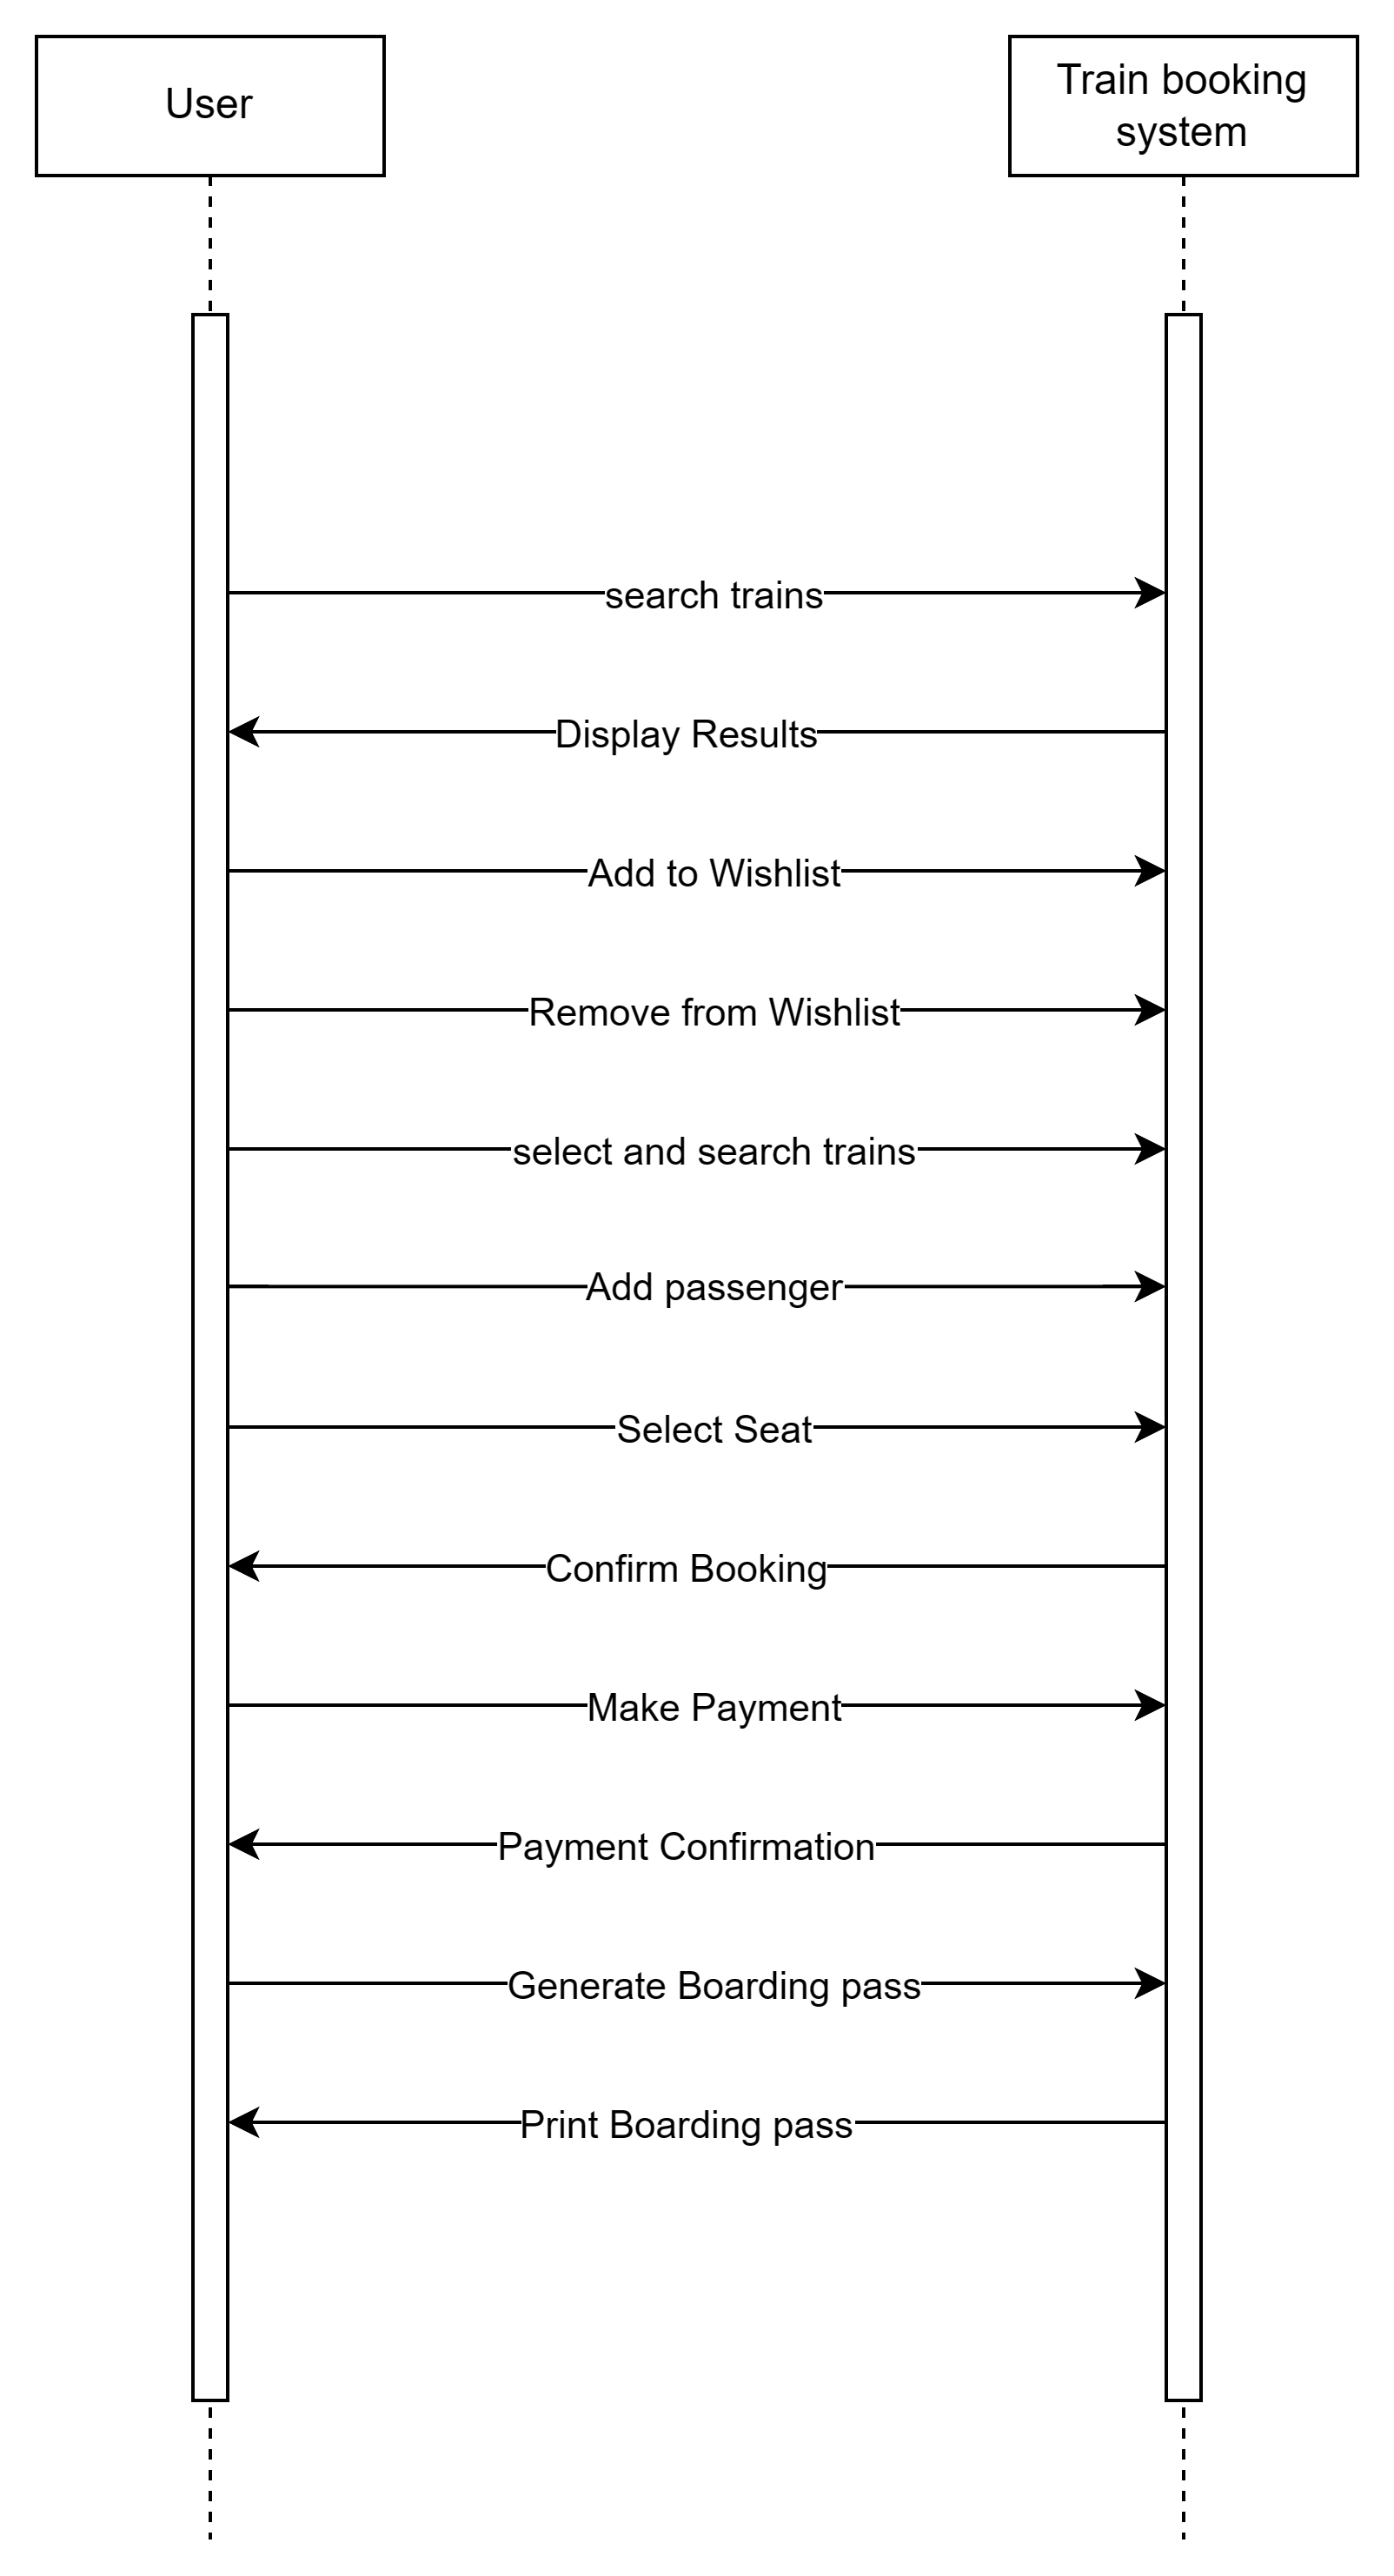 User
Train booking
system
search trains
Display Results
Add to Wishlist
Remove from Wishlist
select and search trains
Add passenger
Select Seat
Confirm Booking
Make Payment
Payment Confirmation
Generate Boarding pass
Print Boarding pass